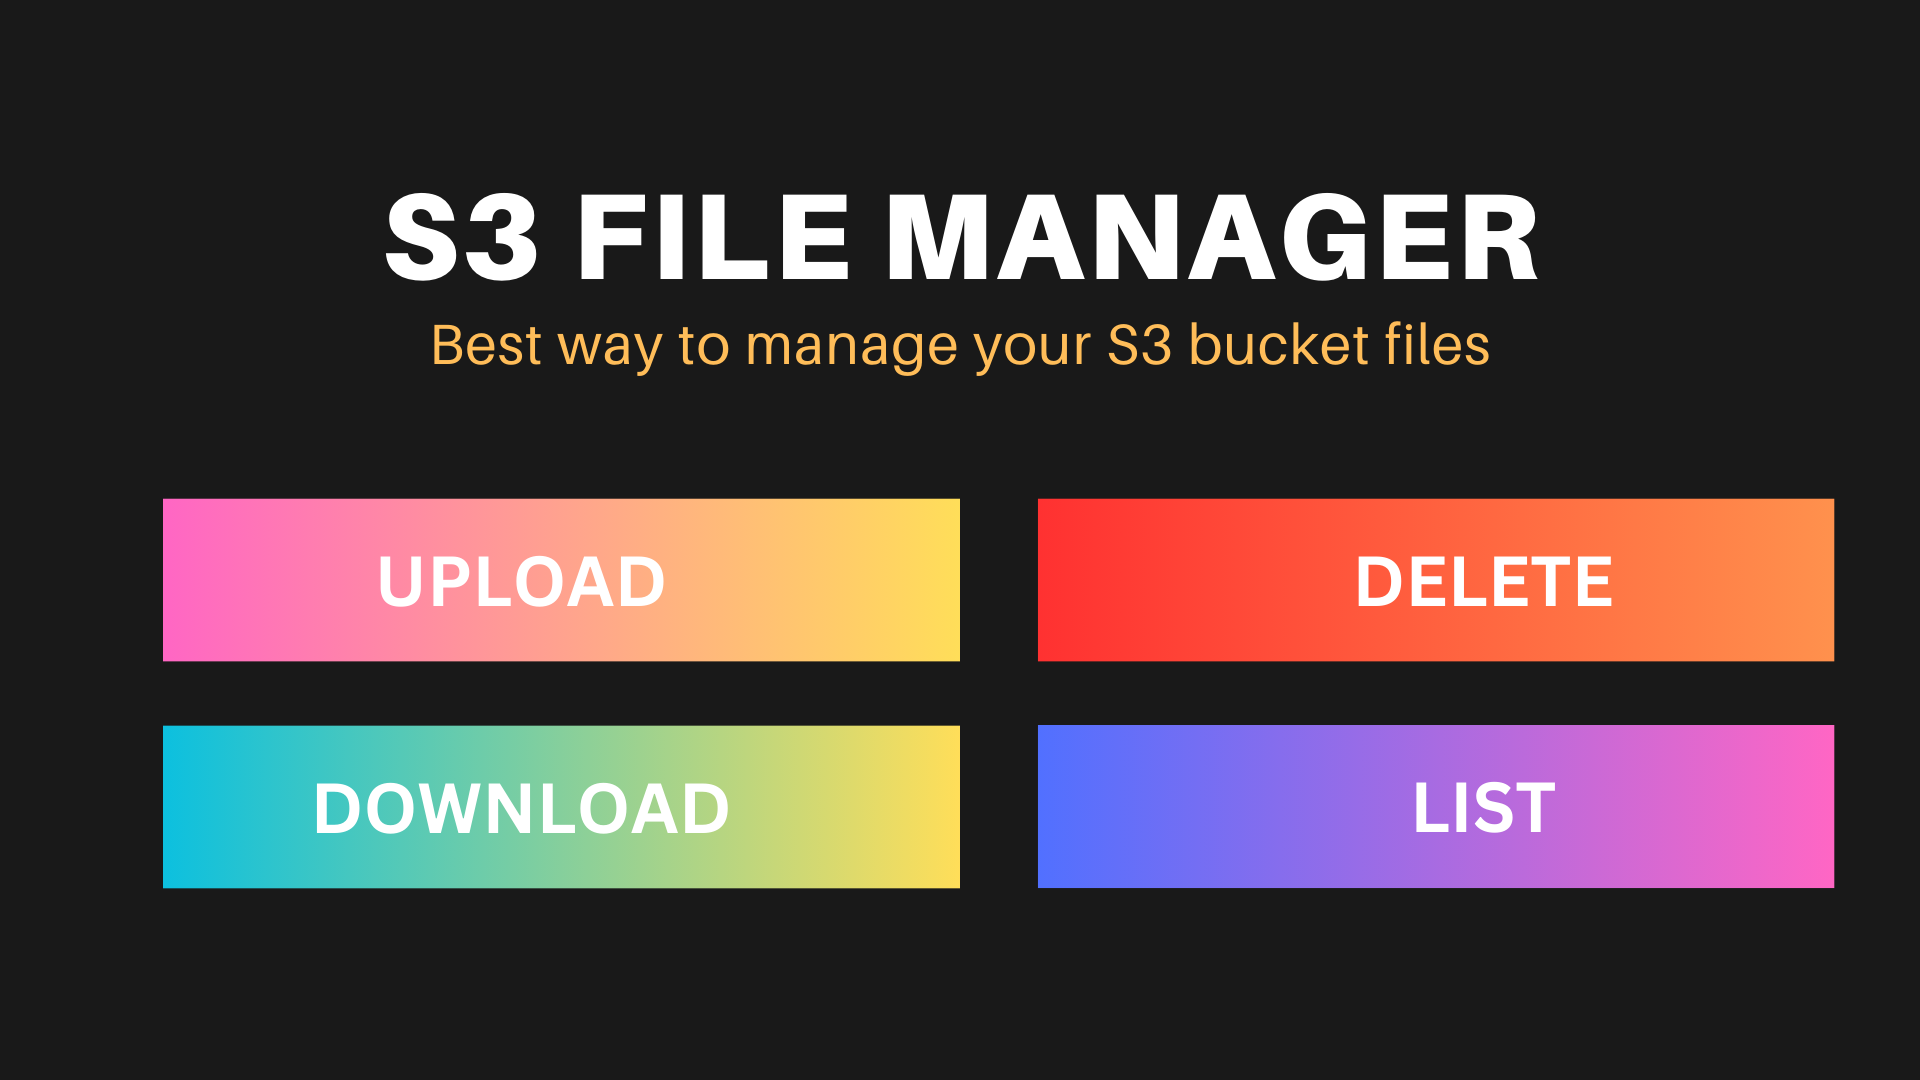 S3 FILE MANAGER
Best way to manage your S3 bucket files
UPLOAD
DELETE
DOWNLOAD
LIST